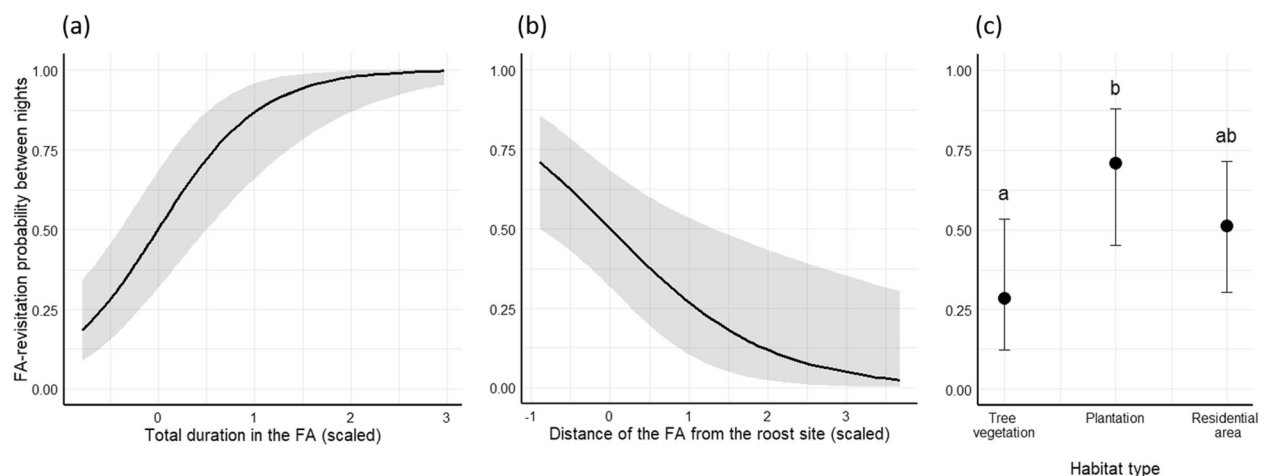 (a)
(b)
(c)
FA-revisitation probability between nights
1.00
0.75
0.50
0.25
0.00
0
1
2
3
Total duration in the FA (scaled)
1.00
0.75
0.50
0.25
0.00
-1
0
1
2
3
Distance of the FA from the roost site (scaled)
1.00
0.75
0.50
0.25
0.00
a
b
ab
Tree
vegetation
Plantation
Residential
area
Habitat type